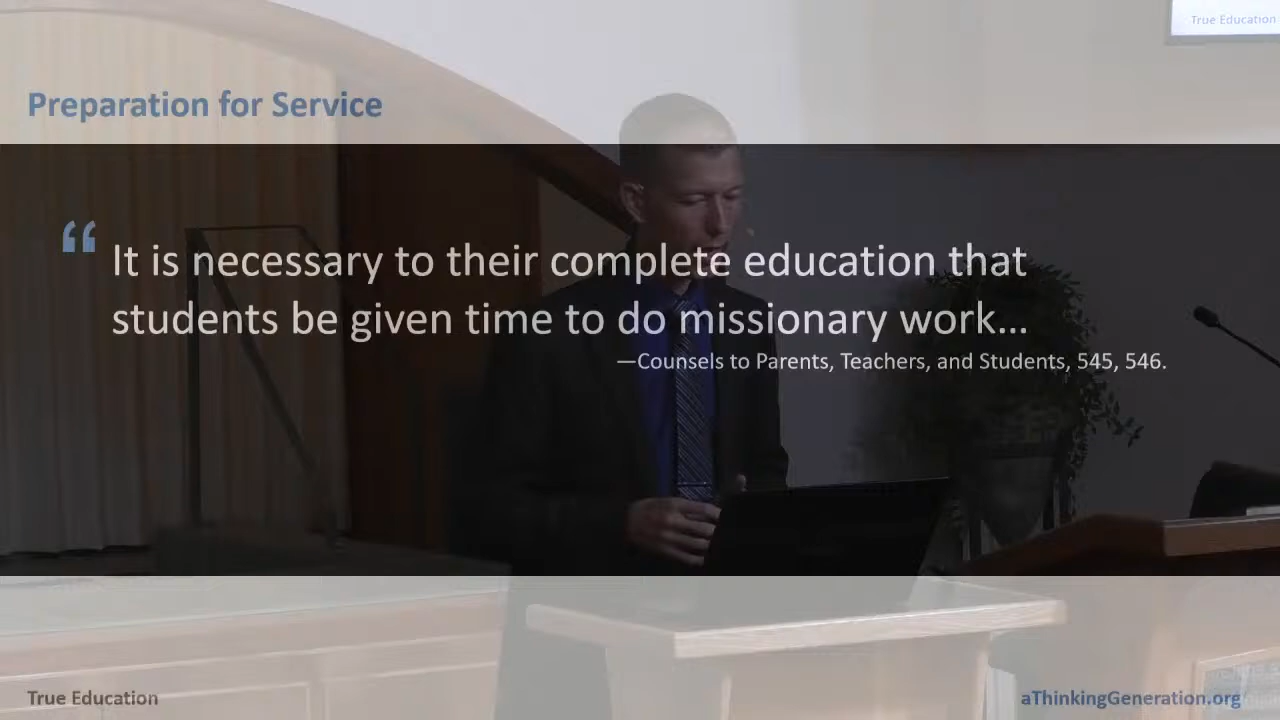 True Education
Preparation for Service
“ It is necessary to their complete education that
students be given time to do missionary work...
—Counsels to Parents, Teachers, and Students, 545, 546.
True Education
aThinkingGeneration.org